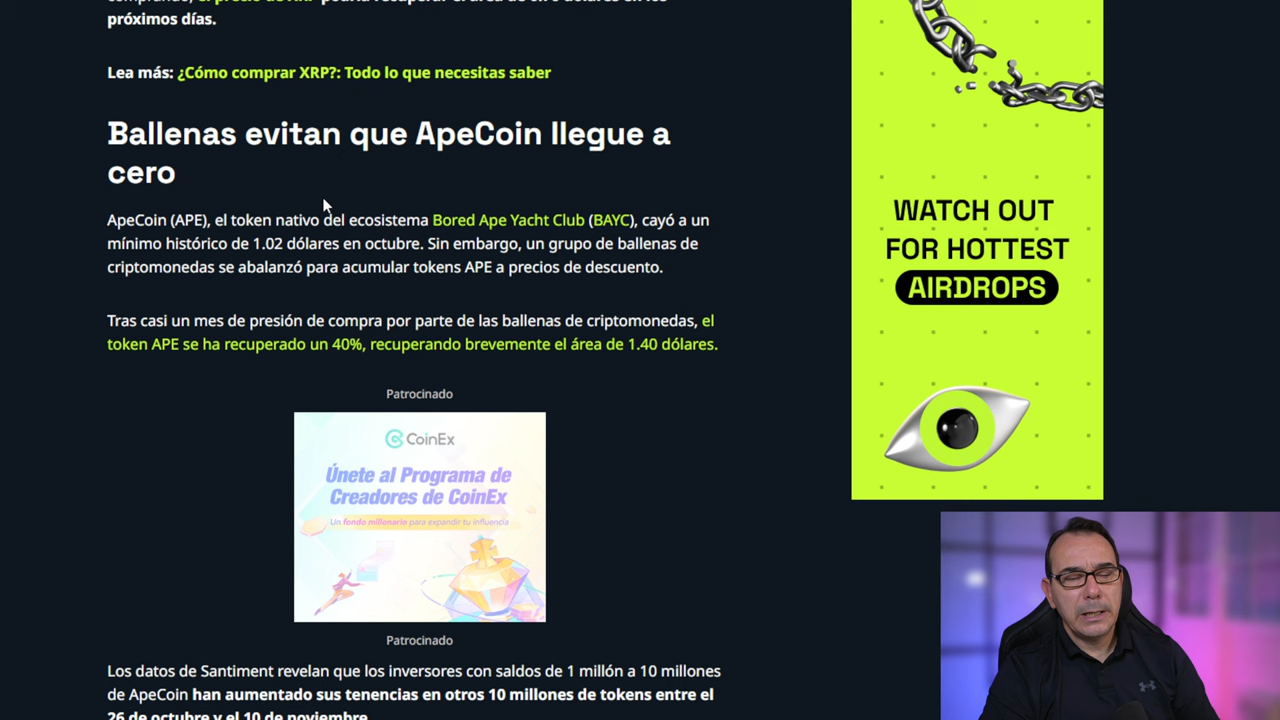 próximos días.
Lea más: ¿Cómo comprar XRP?: Todo lo que necesitas saber
Ballenas evitan que ApeCoin llegue a
cero
ApeCoin (APE), el token nativo del ecosistema Bored Ape Yacht Club (BAYC), cayó a un
mínimo histórico de 1.02 dólares en octubre. Sin embargo, un grupo de ballenas de
criptomonedas se abalanzó para acumular tokens APE a precios de descuento.
Tras casi un mes de presión de compra por parte de las ballenas de criptomonedas, el
token APE se ha recuperado un 40%, recuperando brevemente el área de 1.40 dólares.
Patrocinado
CoinEx
Únete al Programa de
Creadores de CoinEx
Un fondo millonario para expandir tu influencia
Patrocinado
Los datos de Santiment revelan que los inversores con saldos de 1 millón a 10 millones
de ApeCoin han aumentado sus tenencias en otros 10 millones de tokens entre el
26 de octubre y el 10 de noviembre
WATCH OUT
FOR HOTTEST
AIRDROPS